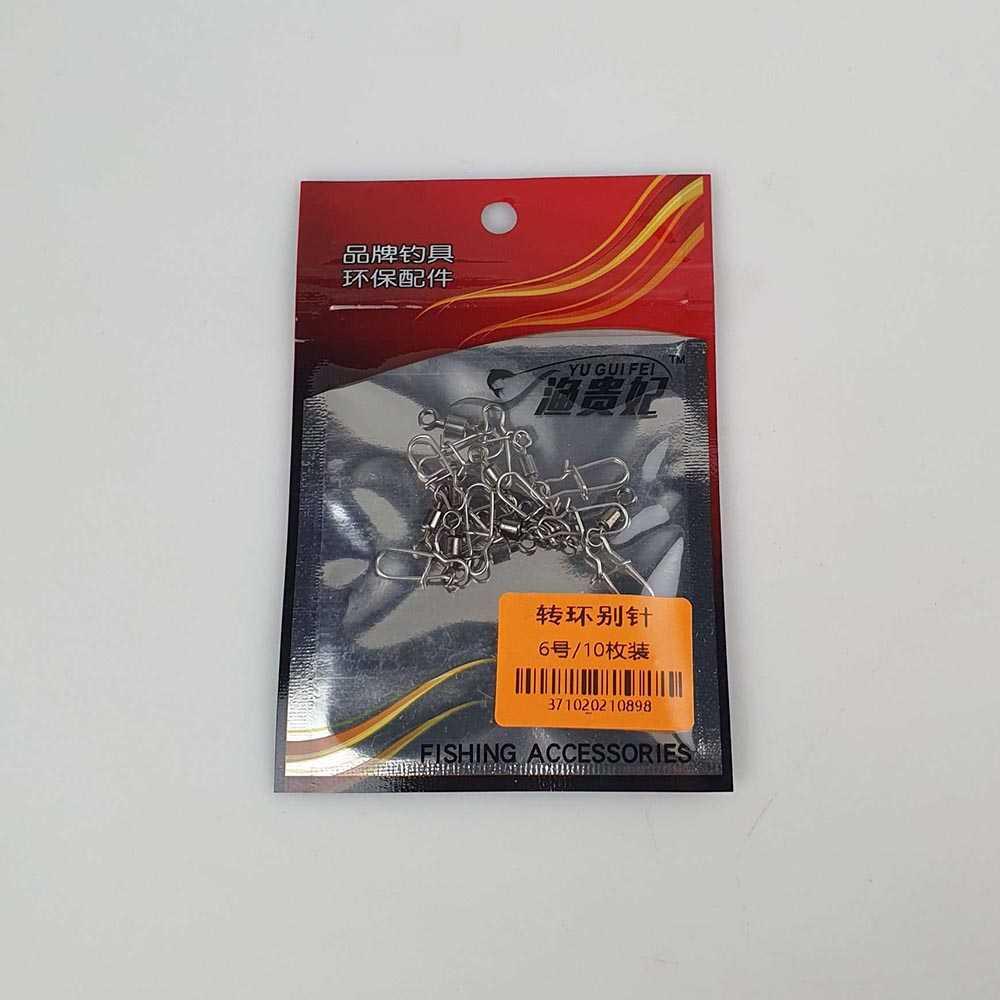 品牌钓具
环保配件
YU GUI FEI
TM
渔贵妃
转环别针
6号/10枚装
371020210898
FISHING ACCESSORIES